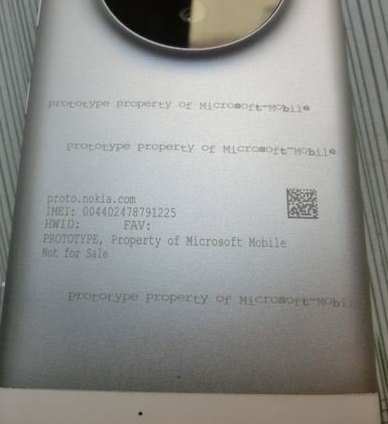 prototype property of Microsoft-Mobile
prototype property of Microsoft-Mobile
proto.nokia.com
IMEI: 004402478791225
HWID: FAV:
PROTOTYPE, Property of Microsoft Mobile
Not for Sale
prototype property of Microsoft-Mobil